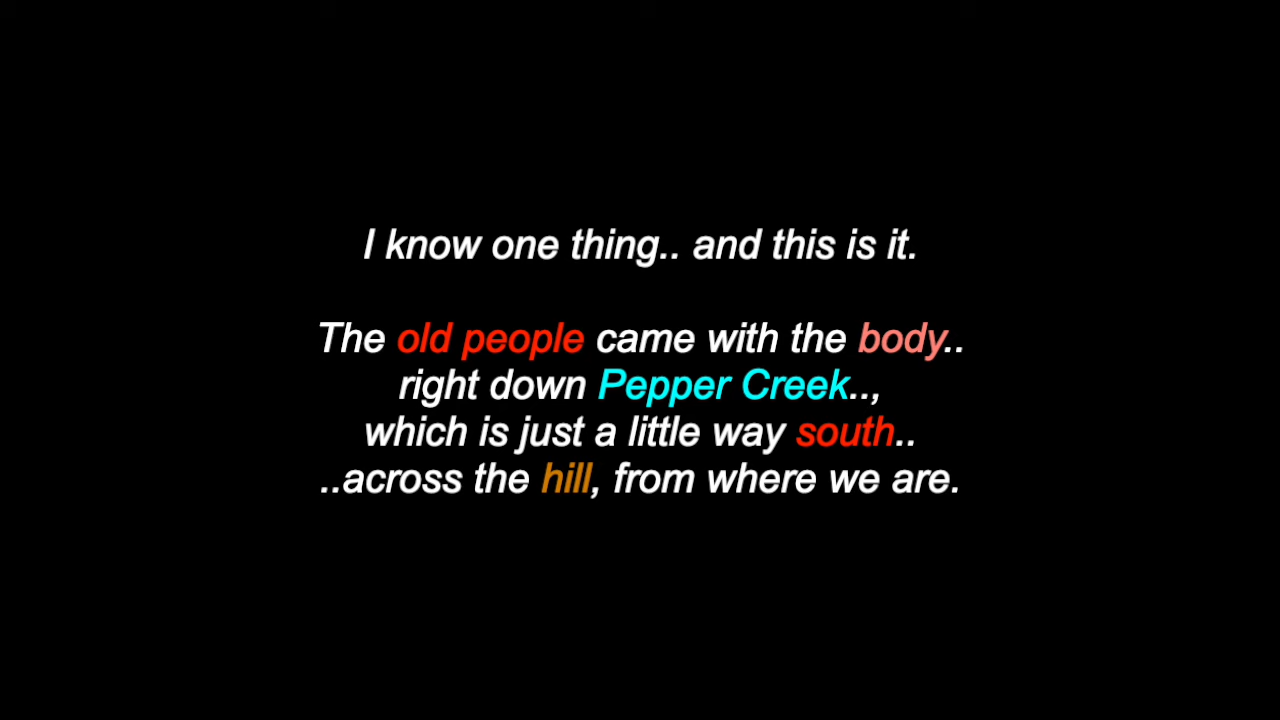 I know one thing.. and this is it.
The old people came with the body..
right down Pepper Creek..,
which is just a little way south..
..across the hill, from where we are.